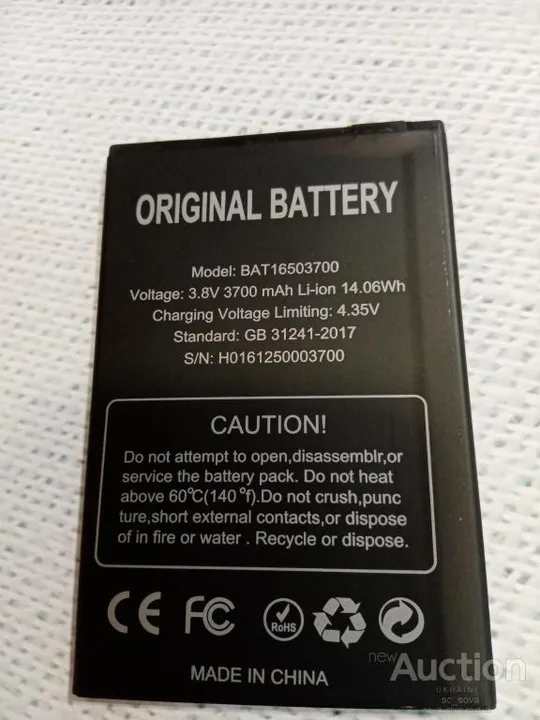 ORIGINAL BATTERY
Model: BAT16503700
Voltage: 3.8V 3700 mAh Li-ion 14.06Wh
Charging Voltage Limiting: 4.35V
Standard: GB 31241-2017
S/N: H0161250003700
CAUTION!
Do not attempt to open,disassemblr,or
service the battery pack. Do not heat
above 60℃(140 °f).Do not crush,punc
ture,short external contacts,or dispose
of in fire or water . Recycle or dispose.
CE FC RoHS
MADE IN CHINA
new Auction
UKRAINE
sc_sova